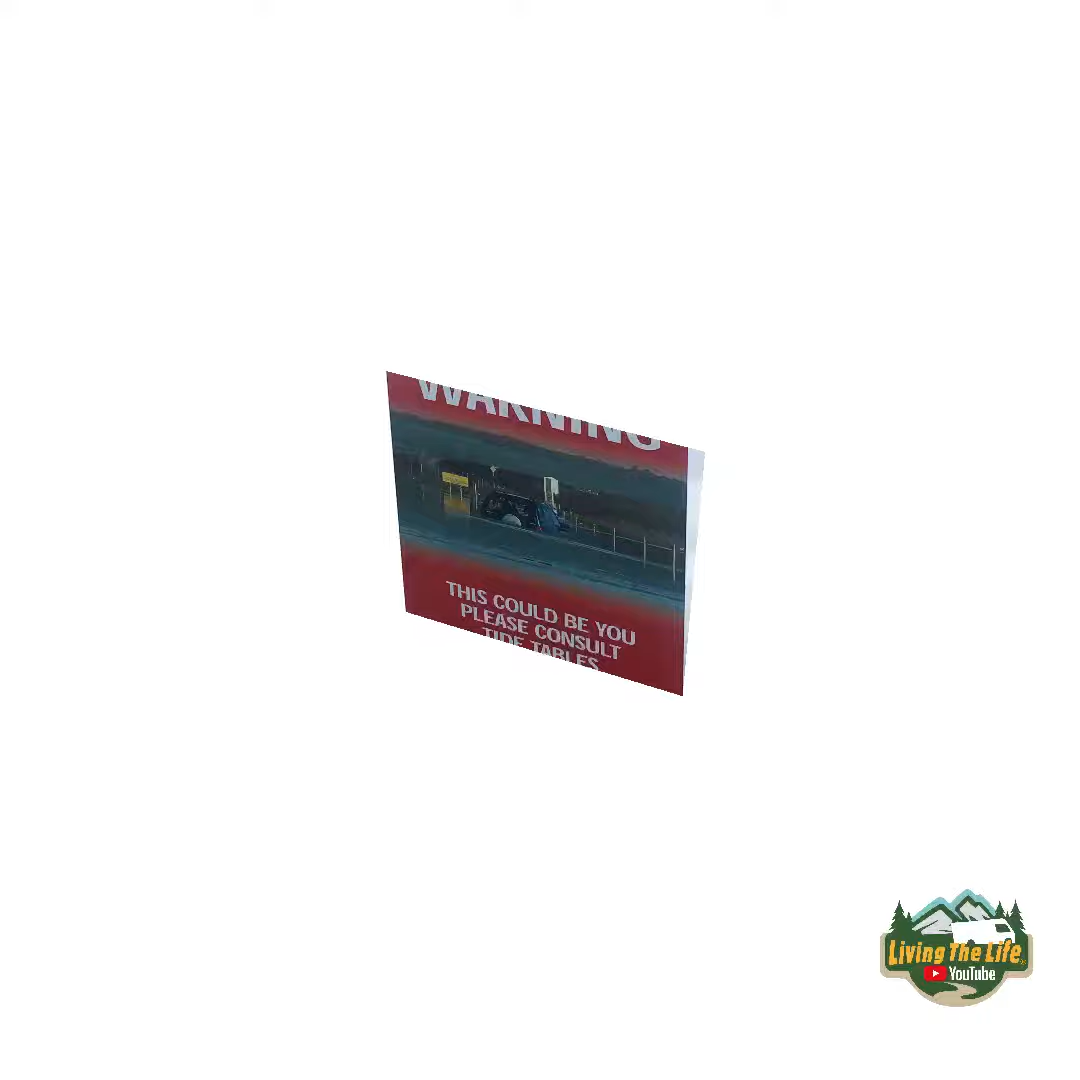 WARNING
THIS COULD BE YOU
PLEASE CONSULT
TIDE TABLES
Living The Life
YouTube